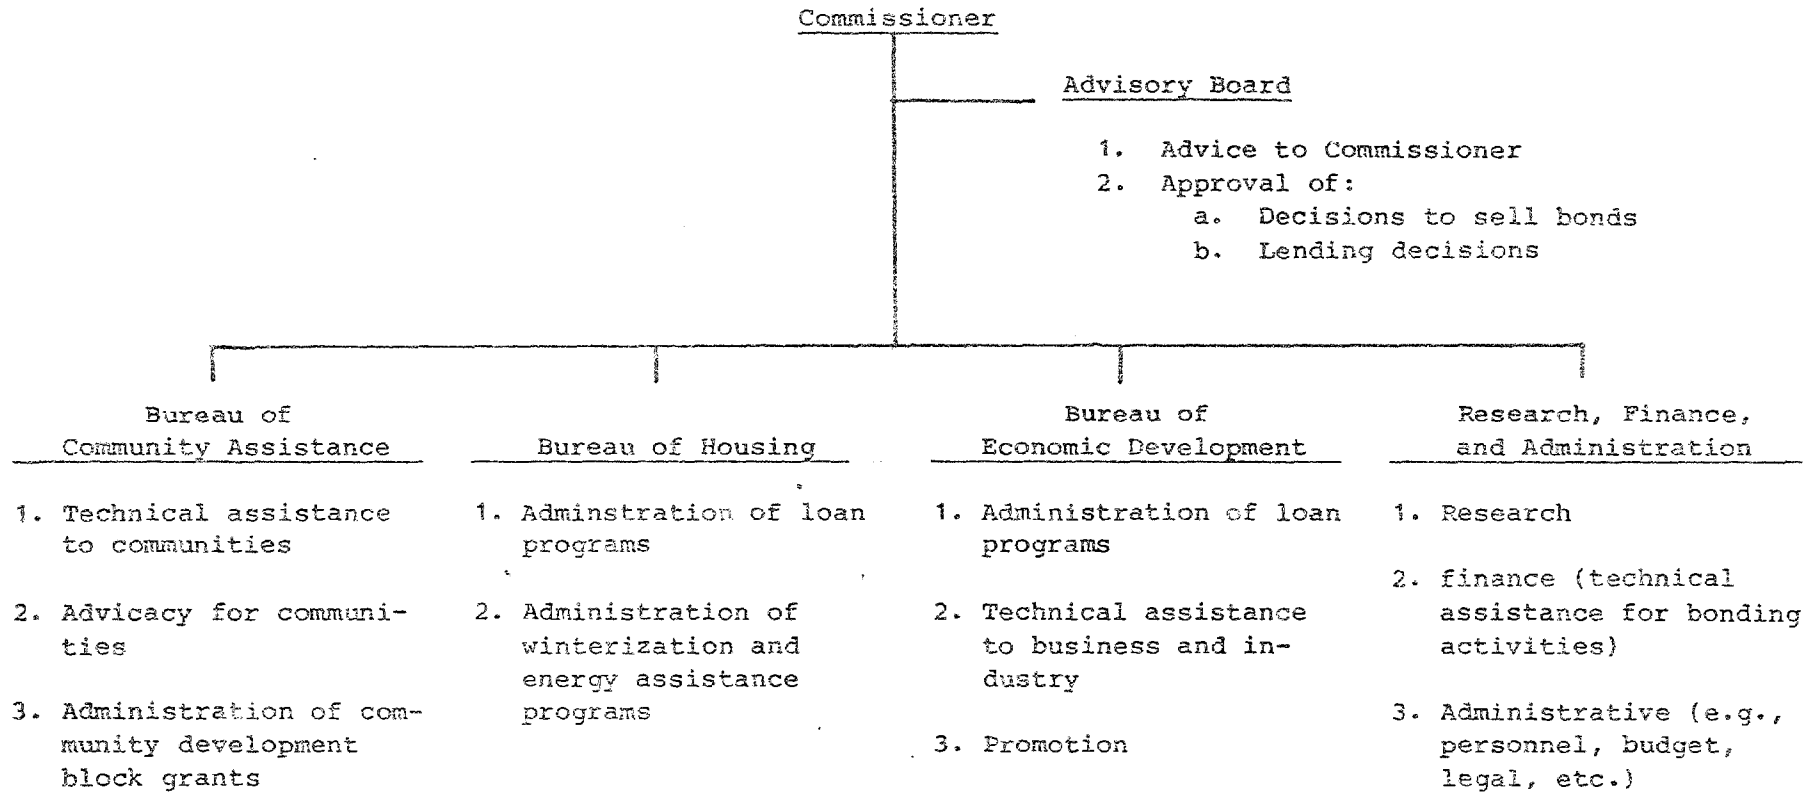 Commissioner
Advisory Board
1. Advice to Commissioner
2. Approval of:
a. Decisions to sell bonds
b. Lending decisions
Bureau of
Community Assistance
1. Technical assistance
to communities
2. Advicacy for communi-
ties
3. Administration of com-
munity development
block grants
Bureau of Housing
1. Adminstration of loan
programs
2. Administration of
winterization and
energy assistance
programs
Bureau of
Economic Development
1. Administration of loan
programs
2. Technical assistance
to business and in-
dustry
3. Promotion
Research, Finance,
and Administration
1. Research
2. finance (technical
assistance for bonding
activities)
3. Administrative (e.g.,
personnel, budget,
legal, etc.)